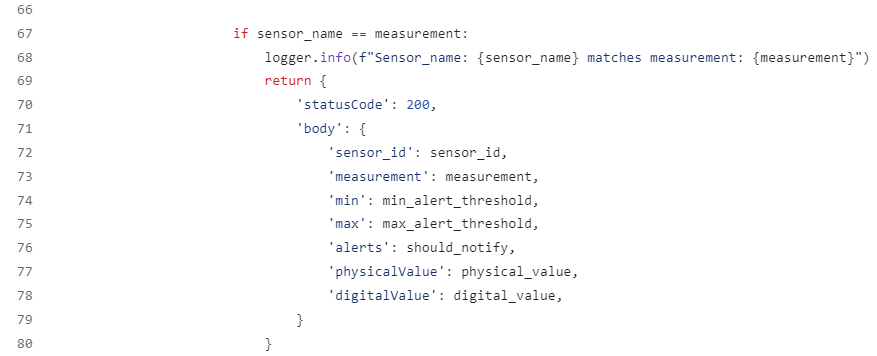 66
67 if sensor_name == measurement:
68 logger.info(f"Sensor_name: {sensor_name} matches measurement: {measurement}")
69 return {
70 'statusCode': 200,
71 'body': {
72 'sensor_id': sensor_id,
73 'measurement': measurement,
74 'min': min_alert_threshold,
75 'max': max_alert_threshold,
76 'alerts': should_notify,
77 'physicalValue': physical_value,
78 'digitalValue': digital_value,
79 }
80 }